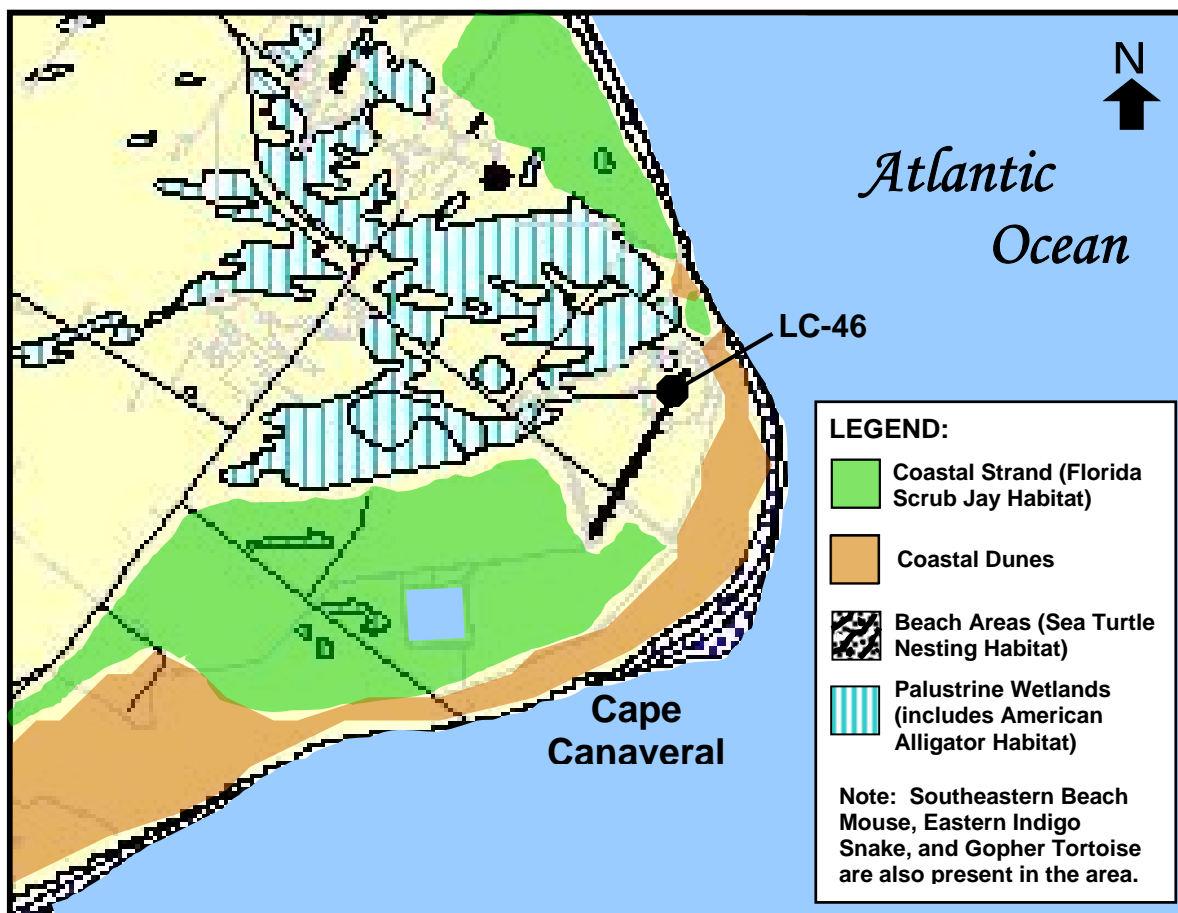 N
Atlantic
Ocean
LC-46
LEGEND:
Coastal Strand (Florida
Scrub Jay Habitat)
Coastal Dunes
Beach Areas (Sea Turtle
Nesting Habitat)
Palustrine Wetlands
(includes American
Alligator Habitat)
Note: Southeastern Beach
Mouse, Eastern Indigo
Snake, and Gopher Tortoise
are also present in the area.
Cape
Canaveral